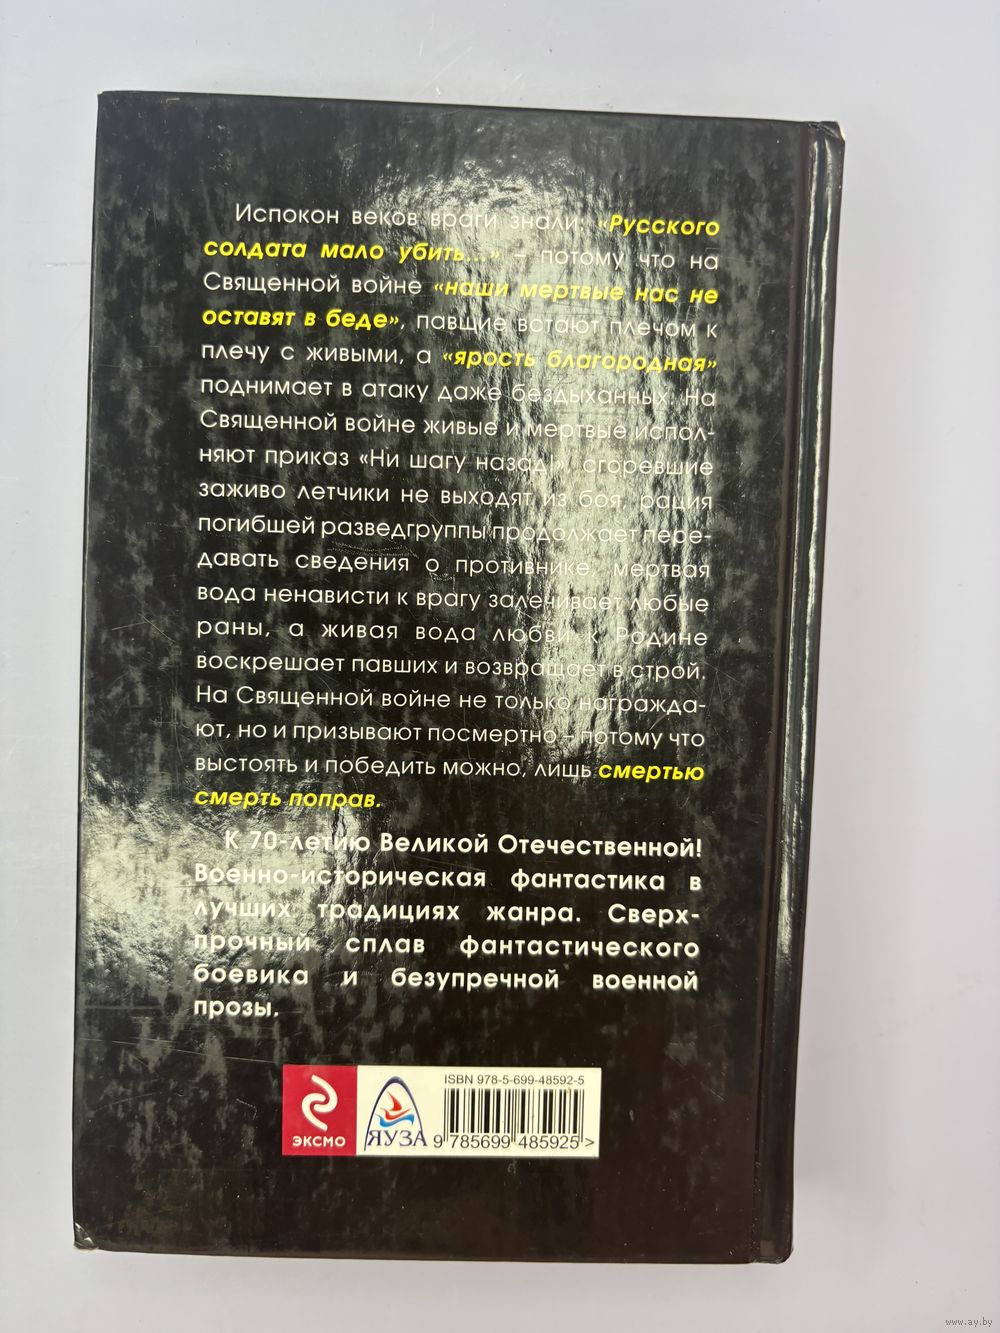 Испокон веков враги знали: «Русского
солдата мало убить...» – потому что на
Священной войне «наши мертвые нас не
оставят в беде», павшие встают плечом к
плечу с живыми, а «ярость благородная»
поднимает в атаку даже бездыханных. На
Священной войне живые и мертвые испол-
няют приказ «Ни шагу назад!», сгоревшие
заживо летчики не выходят из боя, рация
погибшей разведгруппы продолжает пере-
давать сведения о противнике, мертвая
вода ненависти к врагу залечивает любые
раны, а живая вода любви к Родине
воскрешает павших и возвращает в строй.
На Священной войне не только награжда-
ют, но и призывают посмертно – потому что
выстоять и победить можно, лишь смертью
смерть поправ.
К 70-летию Великой Отечественной!
Военно-историческая фантастика в
лучших традициях жанра. Сверх-
прочный сплав фантастического
боевика и безупречной военной
прозы.
ISBN 978-5-699-48592-5
ЭКСМО
ЯУЗА
9 785699 485925 >
www.ay.by